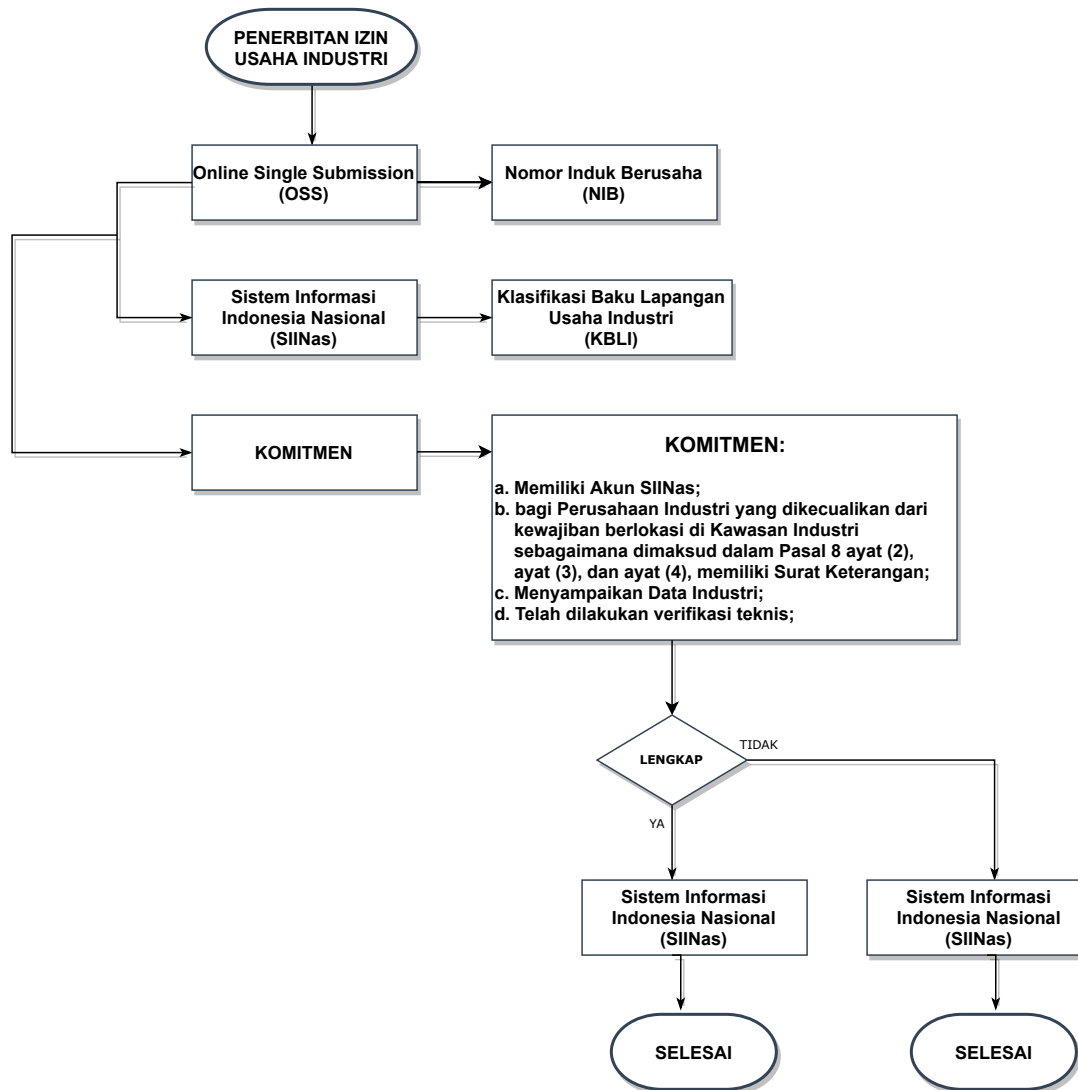 PENERBITAN IZIN
USAHA INDUSTRI
Online Single Submission
(OSS)
Nomor Induk Berusaha
(NIB)
Sistem Informasi
Indonesia Nasional
(SIINas)
Klasifikasi Baku Lapangan
Usaha Industri
(KBLI)
KOMITMEN
KOMITMEN:
a. Memiliki Akun SIINas;
b. bagi Perusahaan Industri yang dikecualikan dari
kewajiban berlokasi di Kawasan Industri
sebagaimana dimaksud dalam Pasal 8 ayat (2),
ayat (3), dan ayat (4), memiliki Surat Keterangan;
c. Menyampaikan Data Industri;
d. Telah dilakukan verifikasi teknis;
LENGKAP
TIDAK
YA
Sistem Informasi
Indonesia Nasional
(SIINas)
Sistem Informasi
Indonesia Nasional
(SIINas)
SELESAI
SELESAI